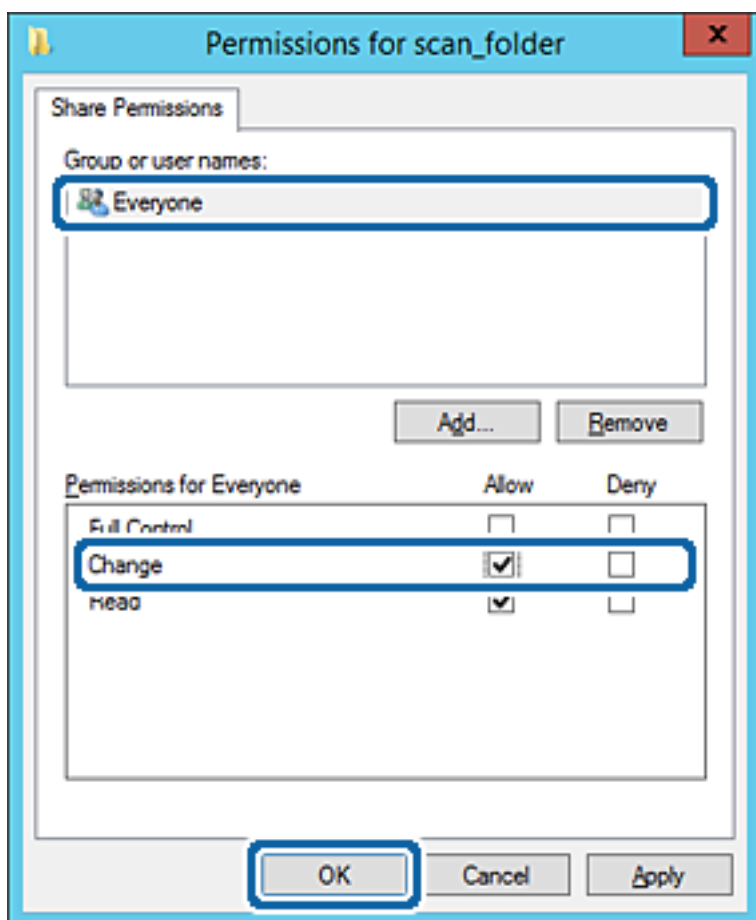 Permissions for scan_folder
x
Share Permissions
Group or user names:
Everyone
Add...
Remove
Permissions for Everyone Allow Deny
Full Control
Change
Read
OK Cancel Apply